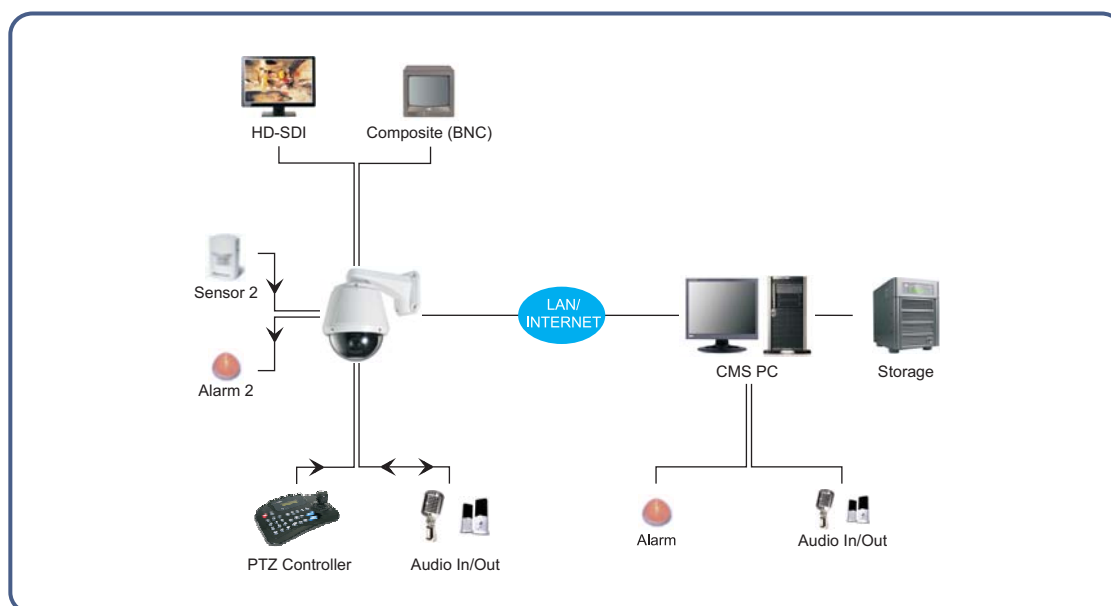 HD-SDI
Composite (BNC)
Sensor 2
Alarm 2
LAN/
INTERNET
CMS PC
Storage
PTZ Controller
Audio In/Out
Alarm
Audio In/Out